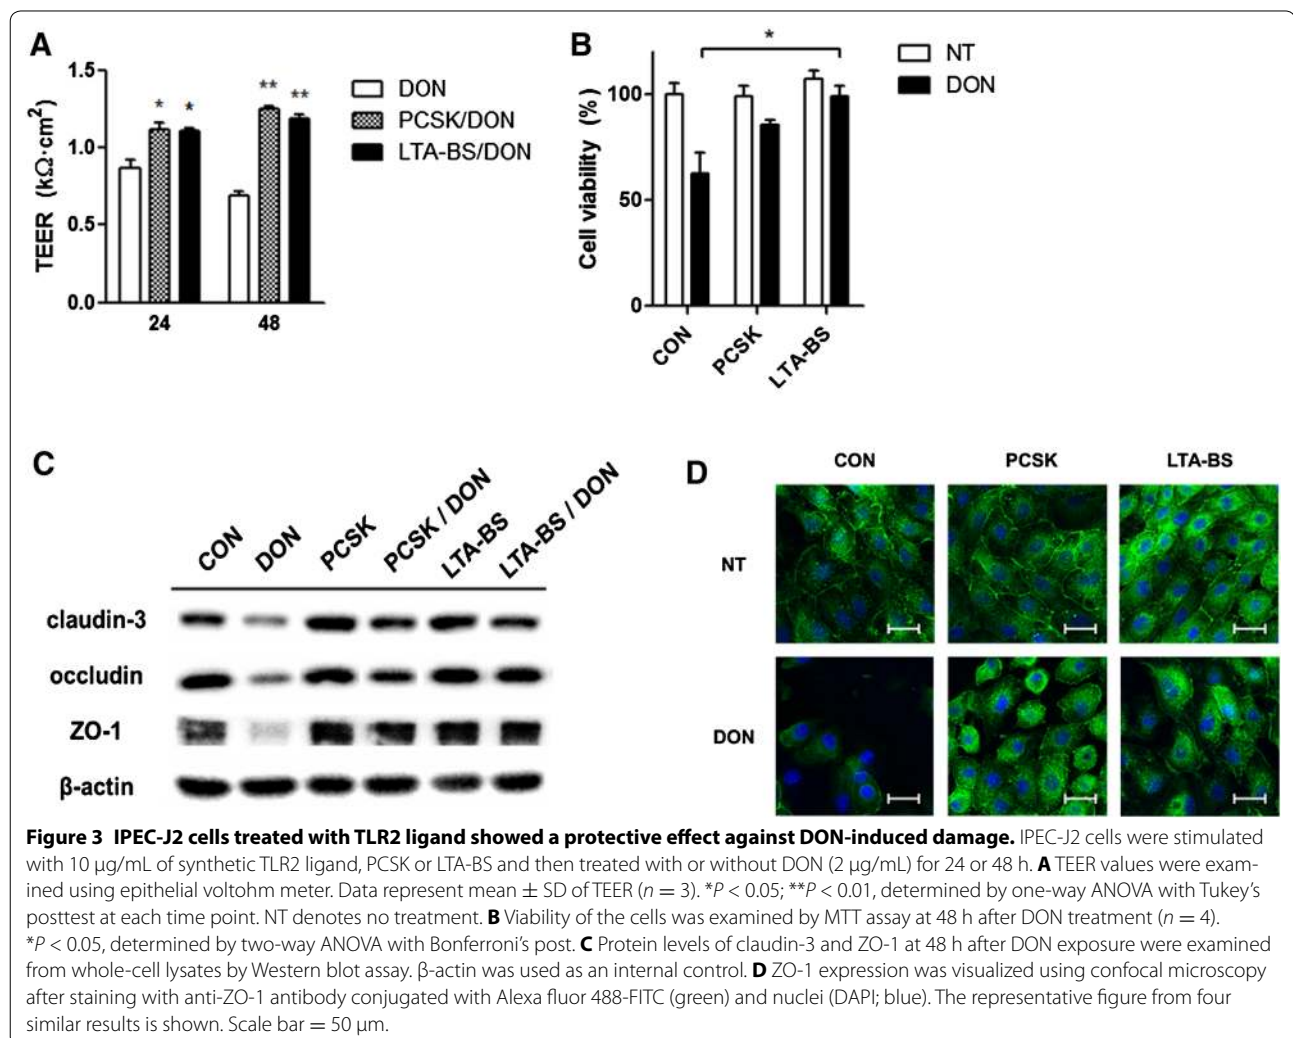 A
1.5
1.0
0.5
0.0
TEER (kΩ·cm²)
* * ** **
24 48
DON
PCSK/DON
LTA-BS/DON
B
*
100
50
0
Cell viability (%)
CON PCSK LTA-BS
NT
DON
C
CON DON PCSK PCSK / DON LTA-BS LTA-BS / DON
claudin-3
occludin
ZO-1
β-actin
D
CON PCSK LTA-BS
NT
DON
Figure 3 IPEC-J2 cells treated with TLR2 ligand showed a protective effect against DON-induced damage. IPEC-J2 cells were stimulated
with 10 μg/mL of synthetic TLR2 ligand, PCSK or LTA-BS and then treated with or without DON (2 μg/mL) for 24 or 48 h. A TEER values were exam-
ined using epithelial voltohm meter. Data represent mean ± SD of TEER (n = 3). *P < 0.05; **P < 0.01, determined by one-way ANOVA with Tukey's
posttest at each time point. NT denotes no treatment. B Viability of the cells was examined by MTT assay at 48 h after DON treatment (n = 4).
*P < 0.05, determined by two-way ANOVA with Bonferroni's post. C Protein levels of claudin-3 and ZO-1 at 48 h after DON exposure were examined
from whole-cell lysates by Western blot assay. β-actin was used as an internal control. D ZO-1 expression was visualized using confocal microscopy
after staining with anti-ZO-1 antibody conjugated with Alexa fluor 488-FITC (green) and nuclei (DAPI; blue). The representative figure from four
similar results is shown. Scale bar = 50 μm.